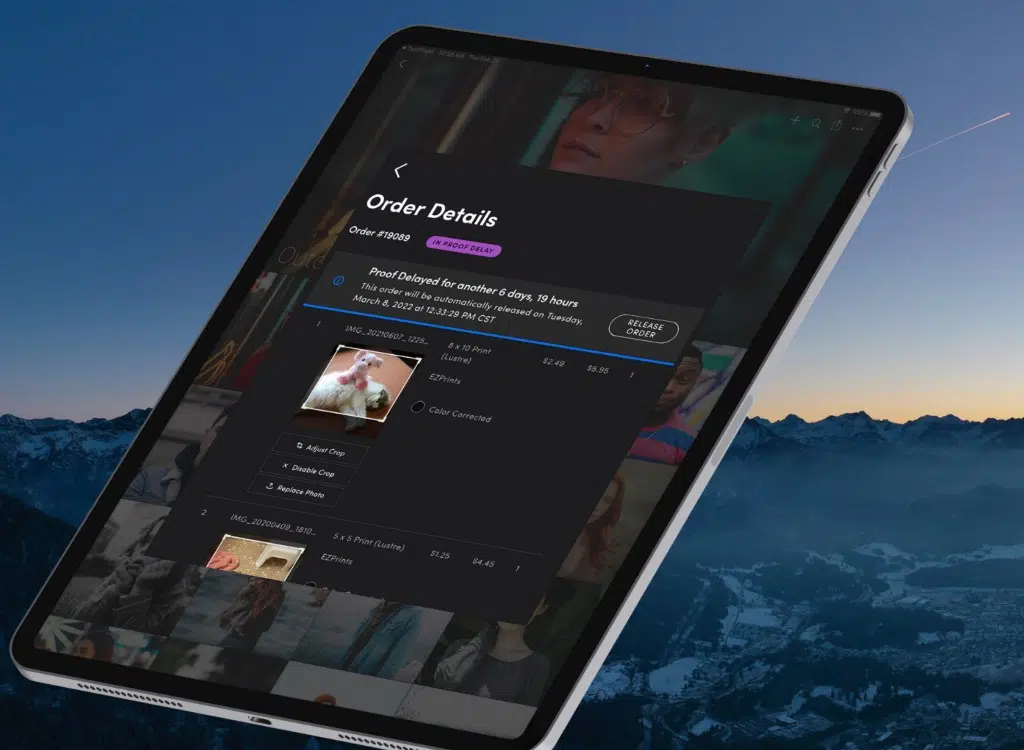 100%
Order Details
Order #19089
IN PROOF DELAY
Proof Delayed for another 6 days, 19 hours
This order will be automatically released on Tuesday,
March 8, 2022 at 12:33:29 PM CST
RELEASE
ORDER
1 IMG_20210607_1225_ 8 x 10 Print $2.49 $8.95 1
(Lustre)
EZPrints
Color Corrected
Adjust Crop
Disable Crop
Replace Photo
2 IMG_20200409_1810_ 5 x 5 Print (Lustre) $1.25 $4.45 1
EZPrints